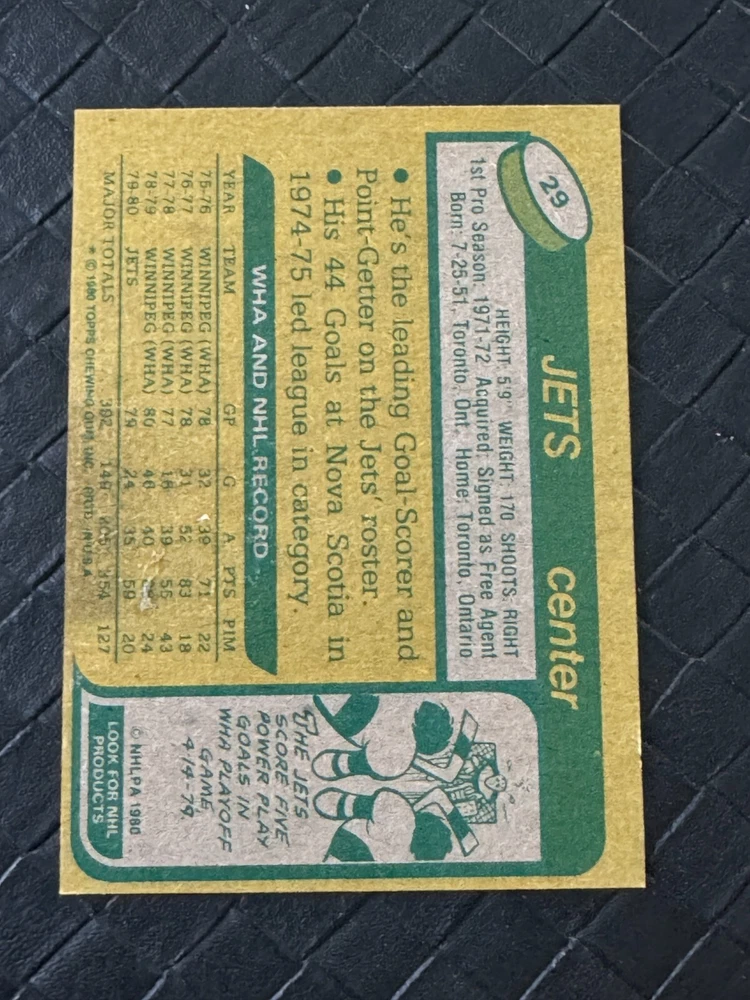 29
JETS center
HEIGHT: 5'9" WEIGHT: 170 SHOOTS: RIGHT
1st Pro Season: 1971-72 Acquired: Signed as Free Agent
Born: 7-25-51, Toronto, Ont. Home: Toronto, Ontario
• He's the leading Goal-Scorer and
Point-Getter on the Jets' roster.
• His 44 Goals at Nova Scotia in
1974-75 led league in category.
WHA AND NHL RECORD
YEAR TEAM GP G A PTS PIM
75-76 WINNIPEG (WHA) 78 32 39 71 22
76-77 WINNIPEG (WHA) 78 31 52 83 18
77-78 WINNIPEG (WHA) 77 16 39 55 43
78-79 WINNIPEG (WHA) 80 46 40 24
79-80 JETS 79 24 35 59 20
MAJOR TOTALS 392 149 354 127
* © 1980 TOPPS CHEWING GUM, INC. PRTD. IN U.S.A.
THE JETS
SCORE FIVE
POWER PLAY
GOALS IN
WHA PLAYOFF
GAME,
4-14-79.
© NHLPA 1980
LOOK FOR NHL
PRODUCTS